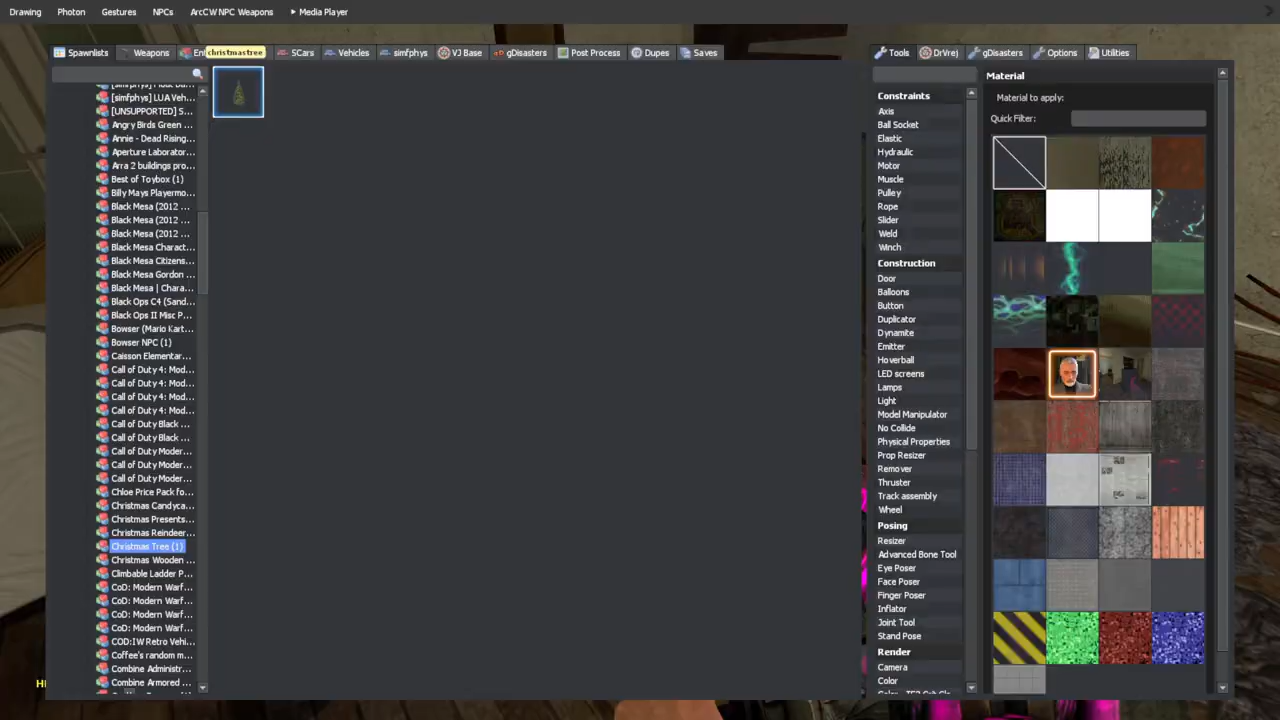 Drawing Photon Gestures NPCs ArcCW NPC Weapons Media Player
Spawnlists Weapons christmastree SCars Vehicles simfphys VJ Base gDisasters Post Process Dupes Saves
[simfphys] LUA Veh...
[UNSUPPORTED] S...
Angry Birds Green ...
Annie - Dead Rising...
Aperture Laborator...
Arra 2 buildings pro...
Best of Toybox (1)
Billy Mays Playermo...
Black Mesa (2012 ...
Black Mesa (2012 ...
Black Mesa (2012 ...
Black Mesa Charact...
Black Mesa Citizens...
Black Mesa Gordon ...
Black Mesa | Chara...
Black Ops C4 (Sand...
Black Ops II Misc P...
Bowser (Mario Kart...
Bowser NPC (1)
Caisson Elementar...
Call of Duty 4: Mod...
Call of Duty 4: Mod...
Call of Duty 4: Mod...
Call of Duty 4: Mod...
Call of Duty Black ...
Call of Duty Black ...
Call of Duty Moder...
Call of Duty Moder...
Call of Duty Moder...
Chloe Price Pack fo...
Christmas Candyca...
Christmas Presents...
Christmas Reindeer...
Christmas Tree (1)
Christmas Wooden ...
Climbable Ladder P...
CoD: Modern Warf...
CoD: Modern Warf...
CoD: Modern Warf...
CoD: Modern Warf...
COD:IW Retro Vehi...
Coffee's random m...
Combine Administr...
Combine Armored ...
Tools DrVrej gDisasters Options Utilities
Constraints
Axis
Ball Socket
Elastic
Hydraulic
Motor
Muscle
Pulley
Rope
Slider
Weld
Winch
Construction
Door
Balloons
Button
Duplicator
Dynamite
Emitter
Hoverball
LED screens
Lamps
Light
Model Manipulator
No Collide
Physical Properties
Prop Resizer
Remover
Thruster
Track assembly
Wheel
Posing
Resizer
Advanced Bone Tool
Eye Poser
Face Poser
Finger Poser
Inflator
Joint Tool
Stand Pose
Render
Camera
Color
Material
Material to apply:
Quick Filter: